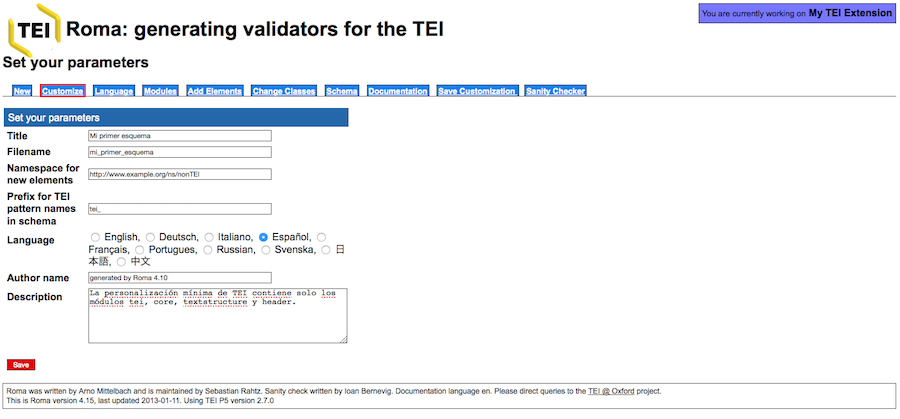 You are currently working on My TEI Extension
TEI Roma: generating validators for the TEI
Set your parameters
New Customize Language Modules Add Elements Change Classes Schema Documentation Save Customization Sanity Checker
Set your parameters
Title Mi primer esquema
Filename mi_primer_esquema
Namespace for
new elements http://www.example.org/ns/nonTEI
Prefix for TEI
pattern names
in schema tei_
Language English, Deutsch, Italiano, Español,
Français, Portugues, Russian, Svenska, 日
本語, 中文
Author name generated by Roma 4.10
Description La personalización mínima de TEI contiene solo los
módulos tei, core, textstructure y header.
Save
Roma was written by Arno Mittelbach and is maintained by Sebastian Rahtz. Sanity check written by Ioan Bernevig. Documentation language en. Please direct queries to the TEI @ Oxford project.
This is Roma version 4.15, last updated 2013-01-11. Using TEI P5 version 2.7.0